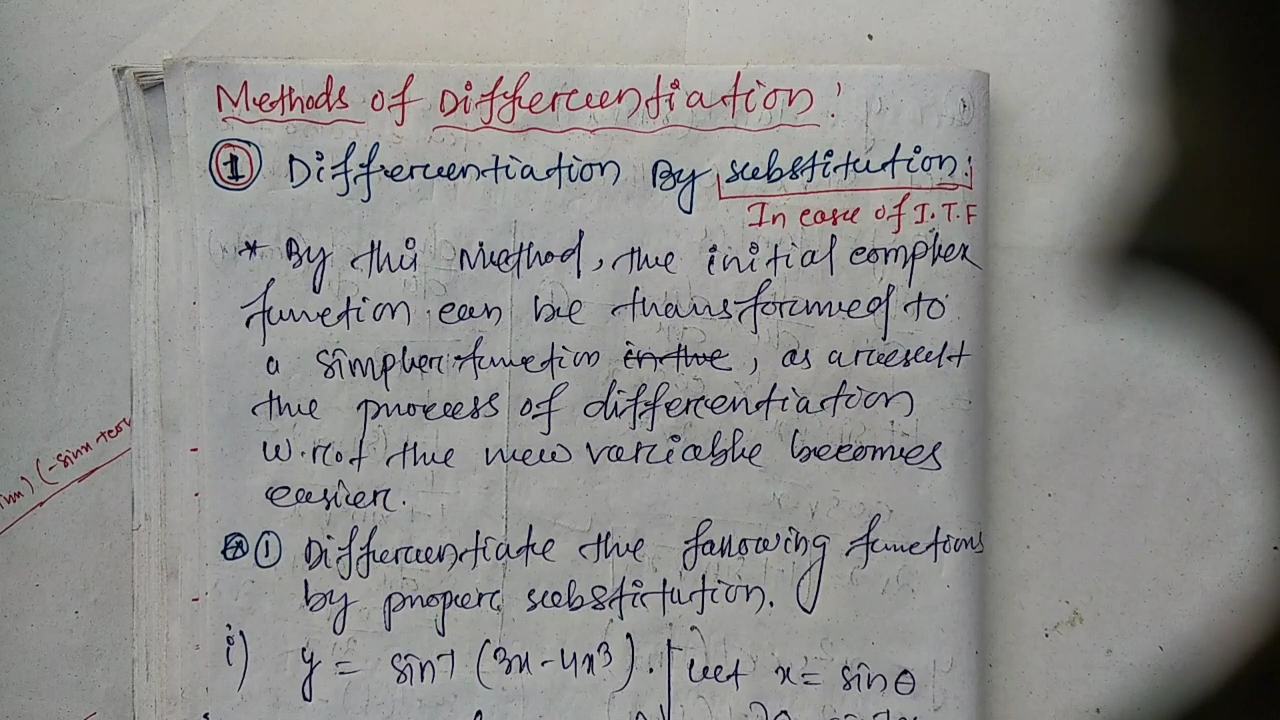 Methods of Differentiation:
① Differentiation By substitution:
In case of I.T.F
* By this Method, the initial complex
function can be transformed to
a simpler function in the, as a result
the process of differentiation
w.r.t the new variable becomes
easier.
① Differentiate the following functions
by proper substitution.
i) y = sin⁻¹ (3x - 4x³). | let x = sinθ
(-sinx